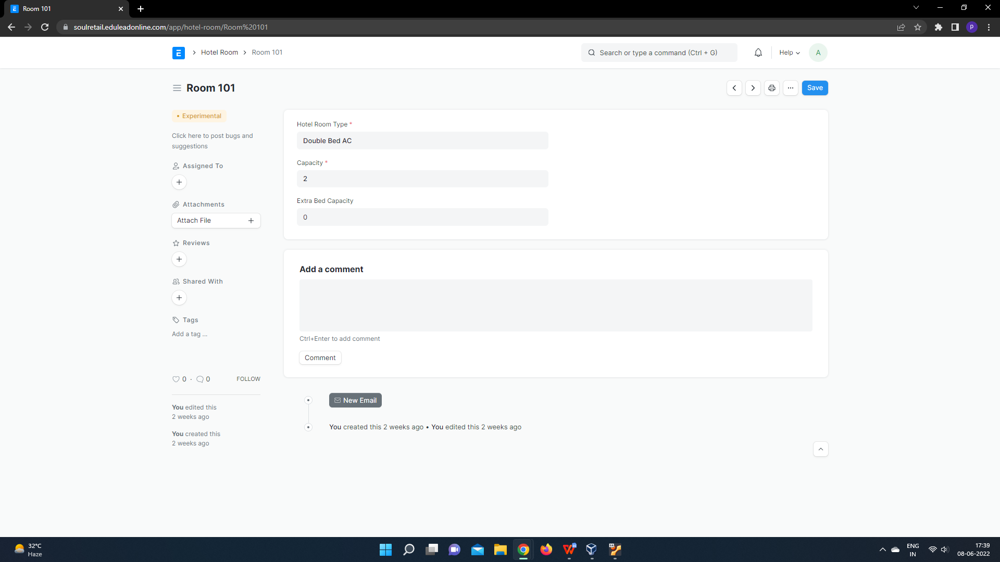 Room 101
soulretail.eduleadonline.com/app/hotel-room/Room%20101
P
E
Hotel Room
Room 101
Search or type a command (Ctrl + G)
Help
A
Room 101
Save
• Experimental
Click here to post bugs and
suggestions
Assigned To
Attachments
Attach File
Reviews
Shared With
Tags
Add a tag ...
0 · 0
FOLLOW
You edited this
2 weeks ago
You created this
2 weeks ago
Hotel Room Type *
Double Bed AC
Capacity *
2
Extra Bed Capacity
0
Add a comment
Ctrl+Enter to add comment
Comment
New Email
You created this 2 weeks ago • You edited this 2 weeks ago
32°C
Haze
ENG
IN
17:39
08-06-2022